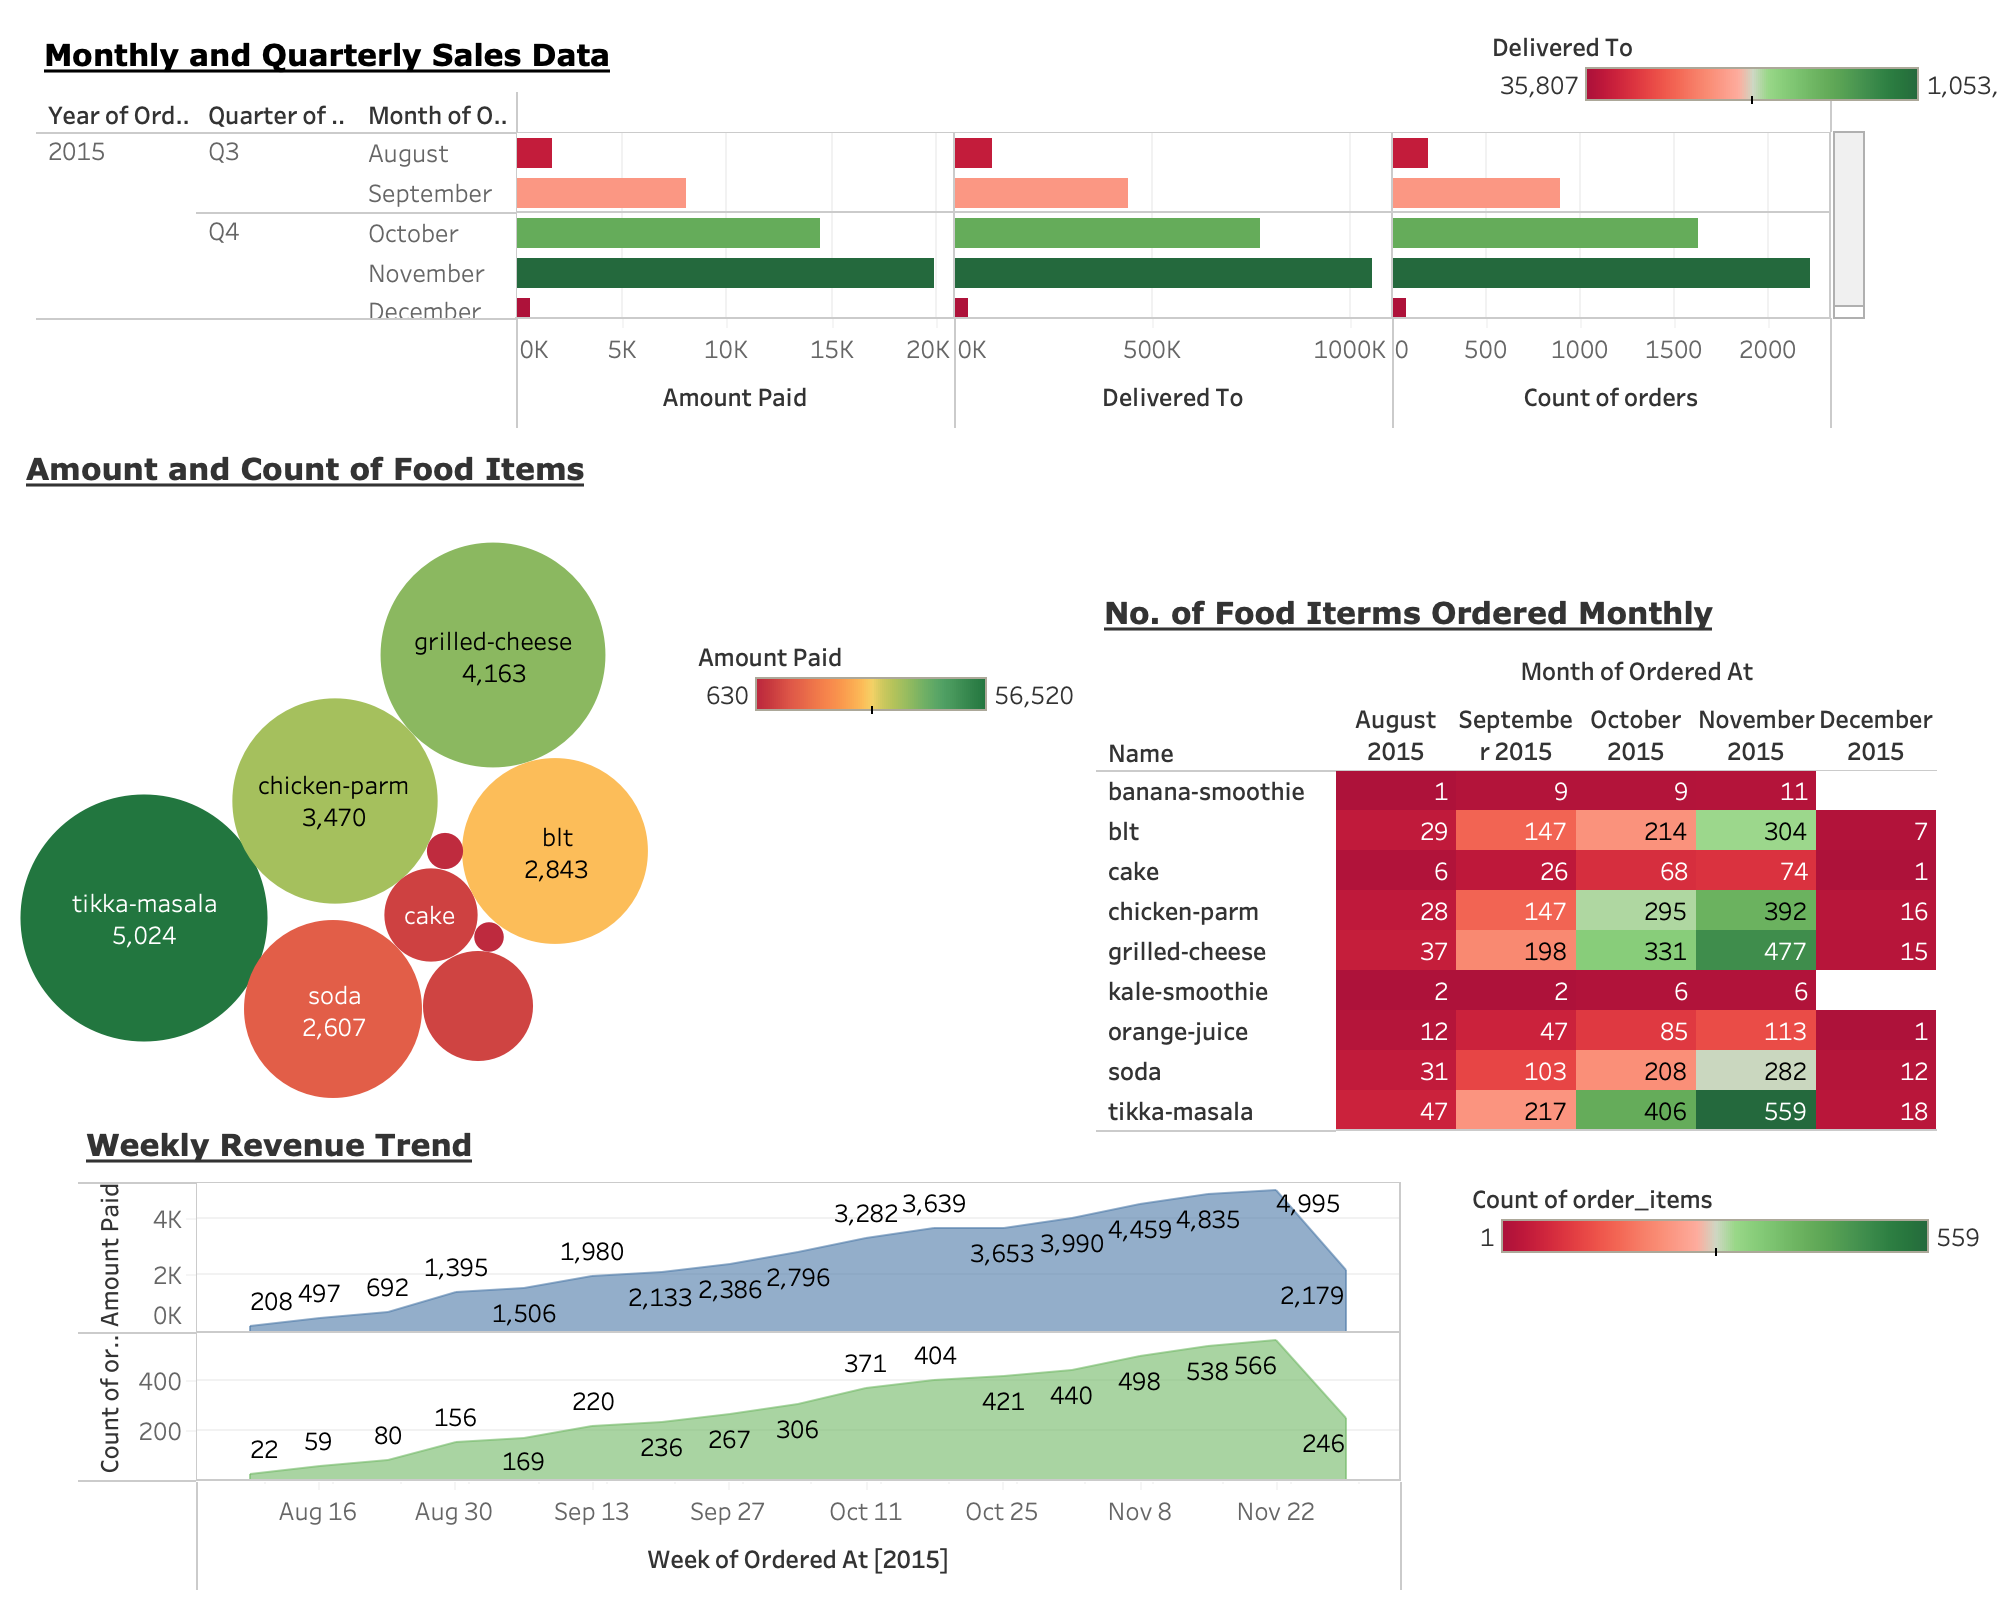 Monthly and Quarterly Sales Data
Delivered To
35,807 1,053,
Year of Ord.. Quarter of .. Month of O..
2015 Q3 August
September
Q4 October
November
December
0K 5K 10K 15K 20K 0K 500K 1000K 0 500 1000 1500 2000
Amount Paid Delivered To Count of orders
Amount and Count of Food Items
grilled-cheese
4,163
chicken-parm
3,470
blt
2,843
tikka-masala
5,024
cake
soda
2,607
Amount Paid
630 56,520
No. of Food Iterms Ordered Monthly
Month of Ordered At
Name August 2015 Septembe r 2015 October 2015 November 2015 December 2015
banana-smoothie 1 9 9 11
blt 29 147 214 304 7
cake 6 26 68 74 1
chicken-parm 28 147 295 392 16
grilled-cheese 37 198 331 477 15
kale-smoothie 2 2 6 6
orange-juice 12 47 85 113 1
soda 31 103 208 282 12
tikka-masala 47 217 406 559 18
Weekly Revenue Trend
Amount Paid
4K
2K
0K
208 497 692 1,395 1,506 1,980 2,133 2,386 2,796 3,282 3,639 3,653 3,990 4,459 4,835 4,995 2,179
Count of or..
400
200
22 59 80 156 169 220 236 267 306 371 404 421 440 498 538 566 246
Aug 16 Aug 30 Sep 13 Sep 27 Oct 11 Oct 25 Nov 8 Nov 22
Week of Ordered At [2015]
Count of order_items
1 559